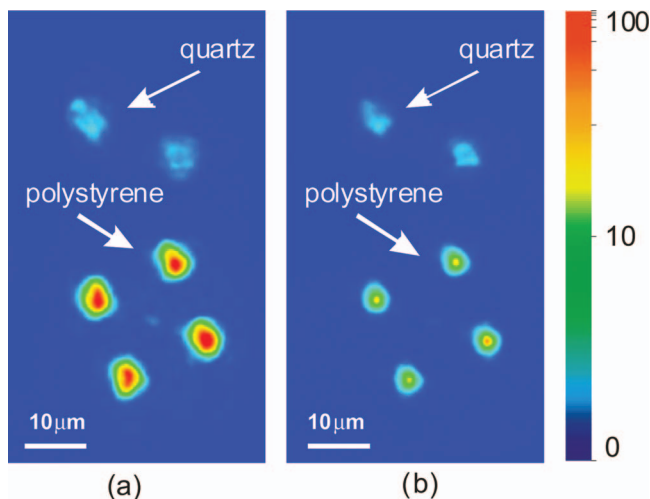 quartz
polystyrene
10μm
(a)
quartz
polystyrene
10μm
(b)
100
10
0